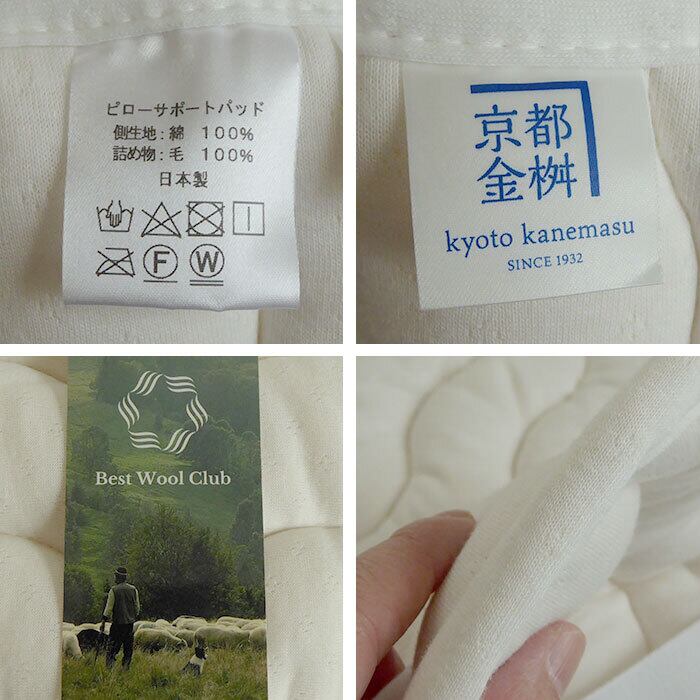 ピローサポートパッド
側生地：綿 100%
詰め物：毛 100%
日本製
F W
京都
金桝
kyoto kanemasu
SINCE 1932
Best Wool Club